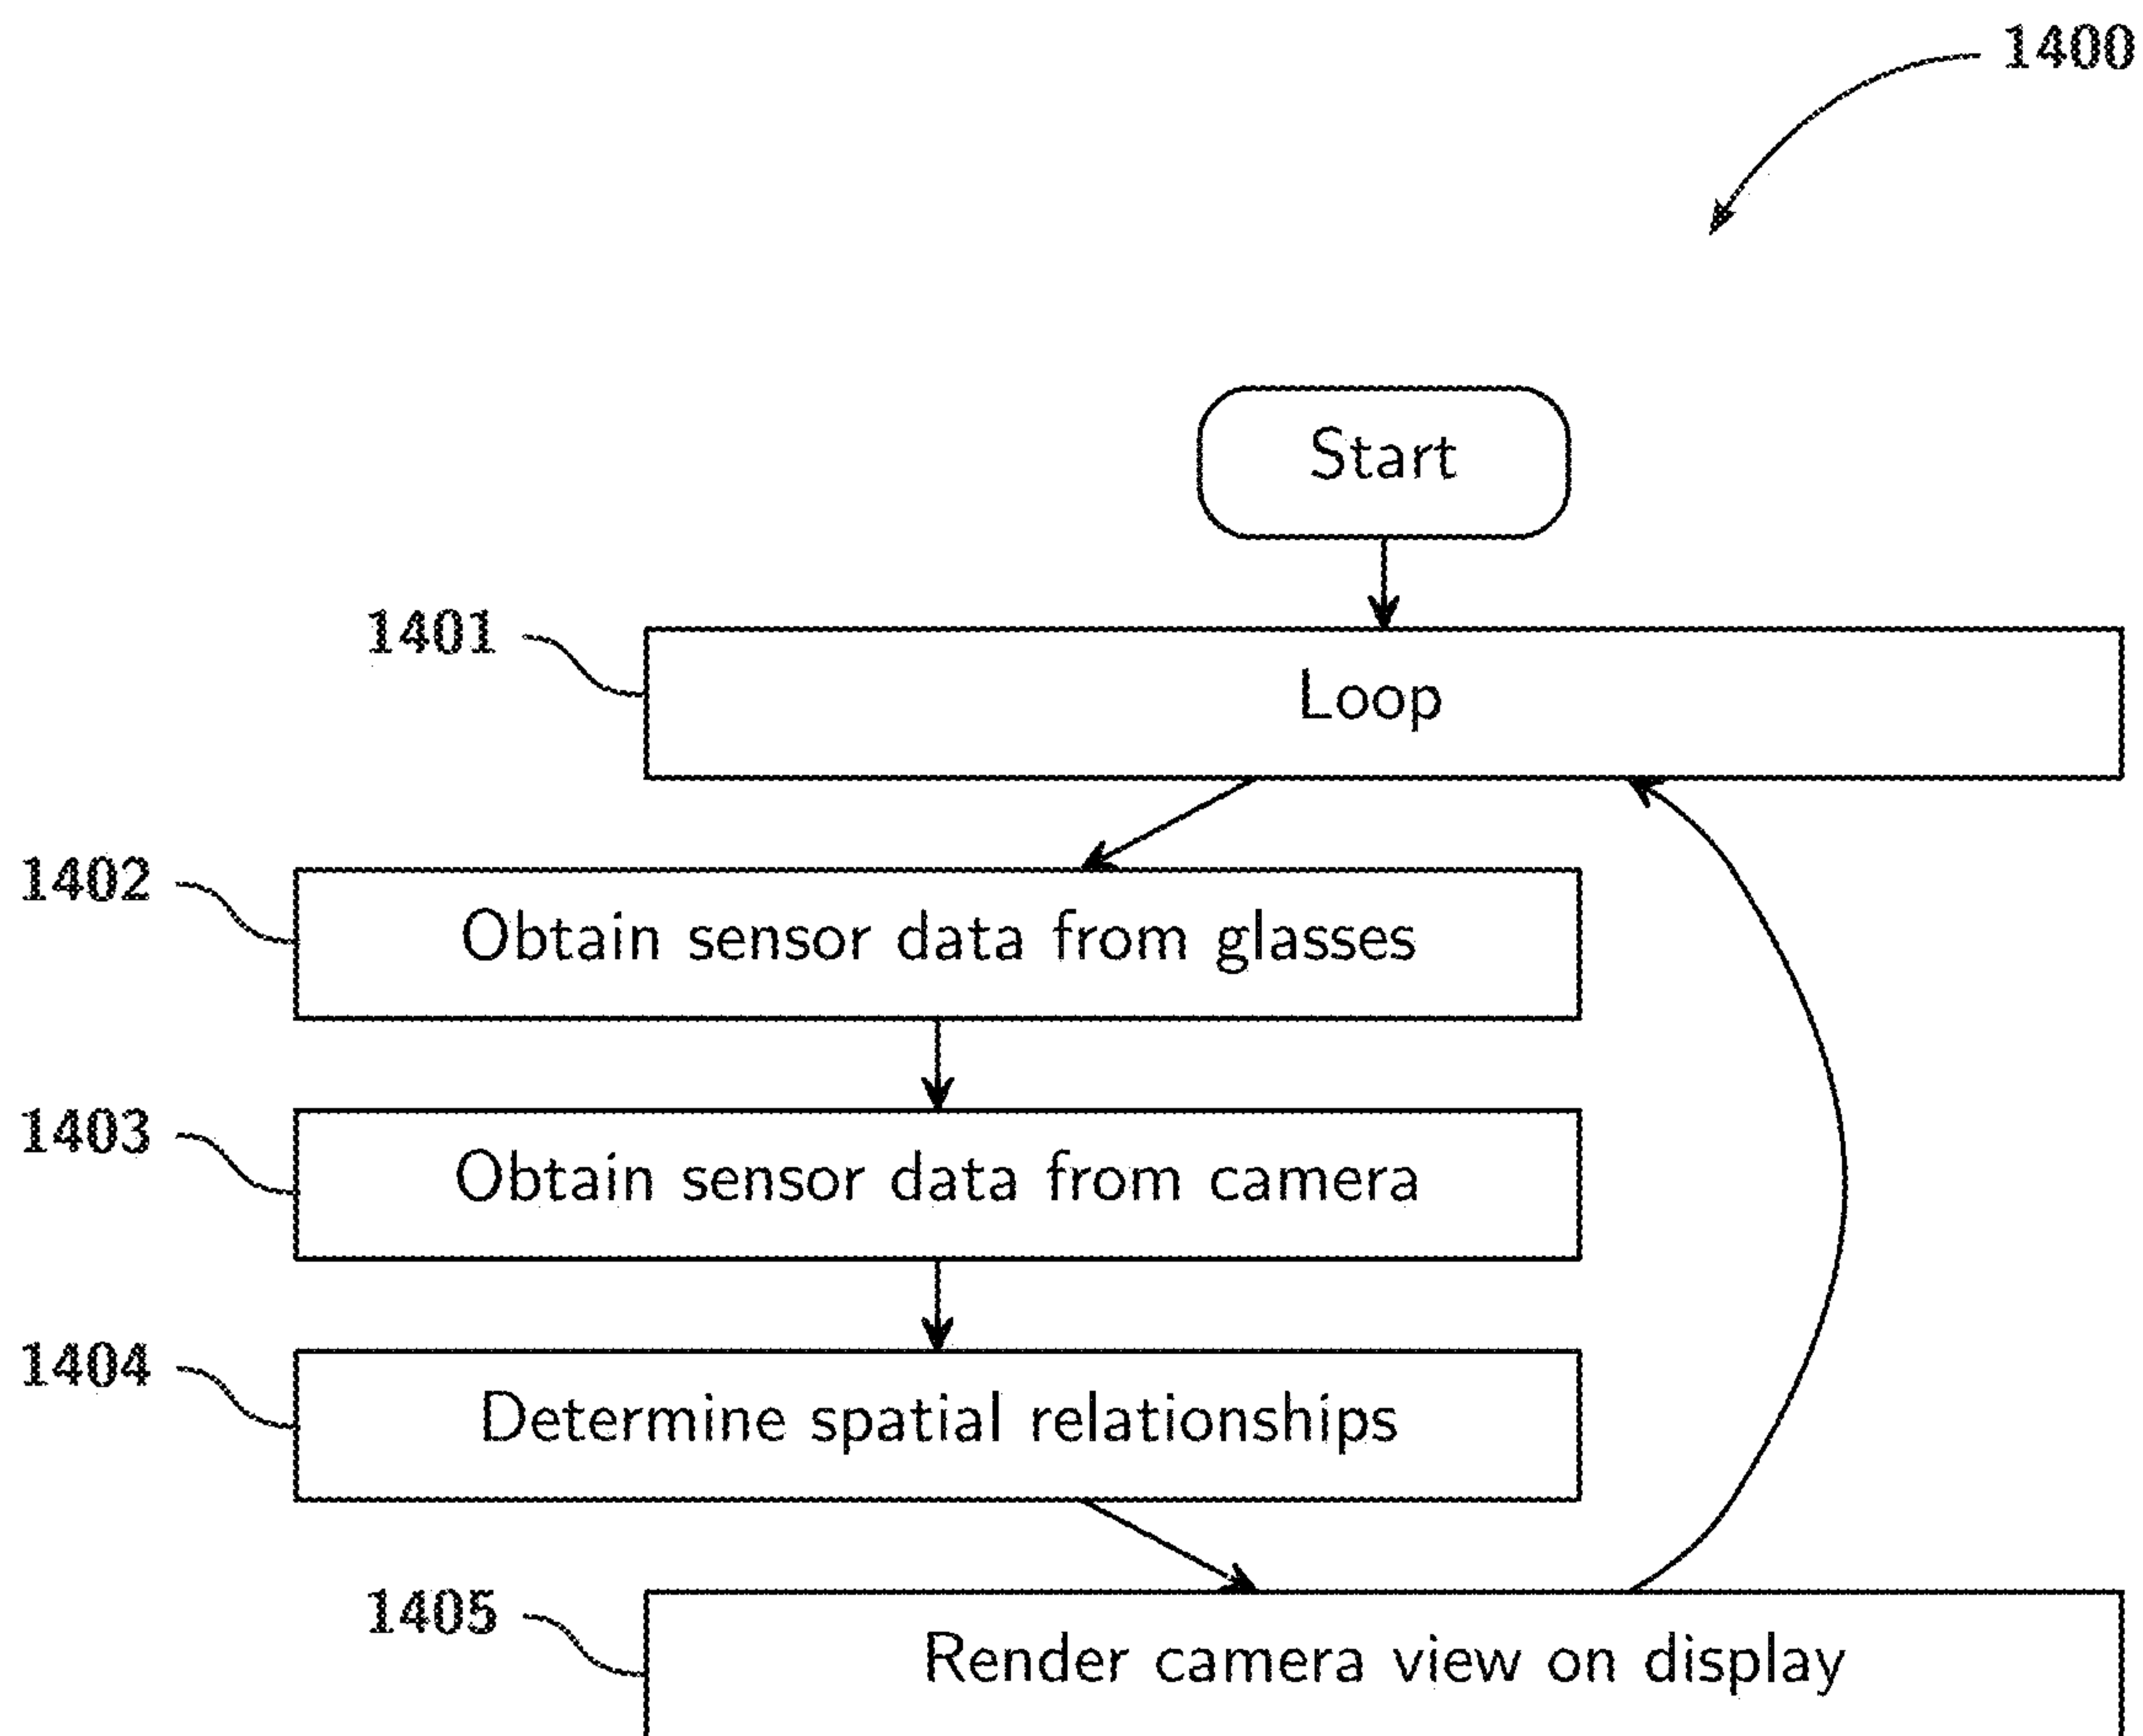 1400
Start
1401
Loop
1402
Obtain sensor data from glasses
1403
Obtain sensor data from camera
1404
Determine spatial relationships
1405
Render camera view on display